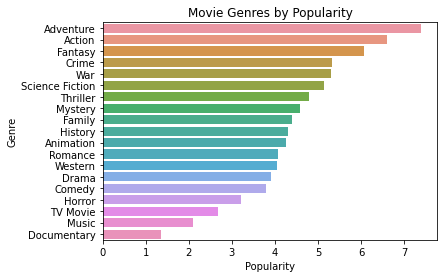 Movie Genres by Popularity
Genre
Adventure
Action
Fantasy
Crime
War
Science Fiction
Thriller
Mystery
Family
History
Animation
Romance
Western
Drama
Comedy
Horror
TV Movie
Music
Documentary
0 1 2 3 4 5 6 7
Popularity